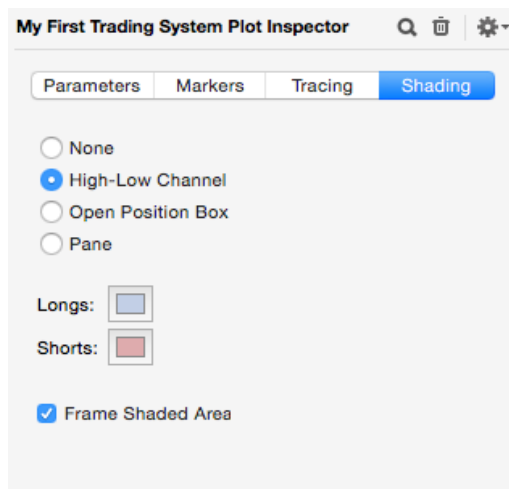 My First Trading System Plot Inspector
Parameters Markers Tracing Shading
None
High-Low Channel
Open Position Box
Pane
Longs:
Shorts:
Frame Shaded Area